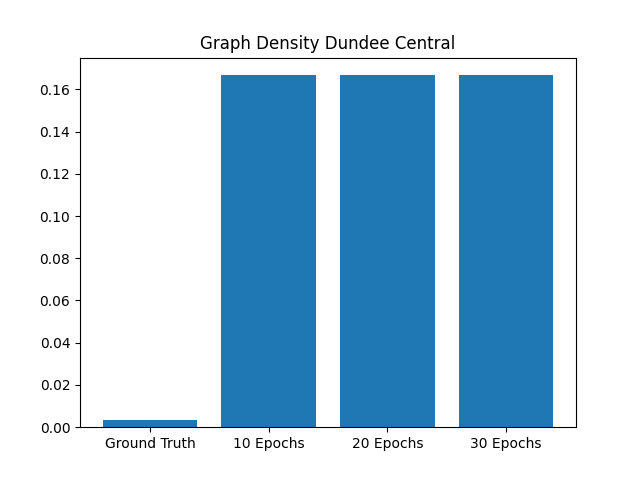 Graph Density Dundee Central
0.16
0.14
0.12
0.10
0.08
0.06
0.04
0.02
0.00
Ground Truth
10 Epochs
20 Epochs
30 Epochs